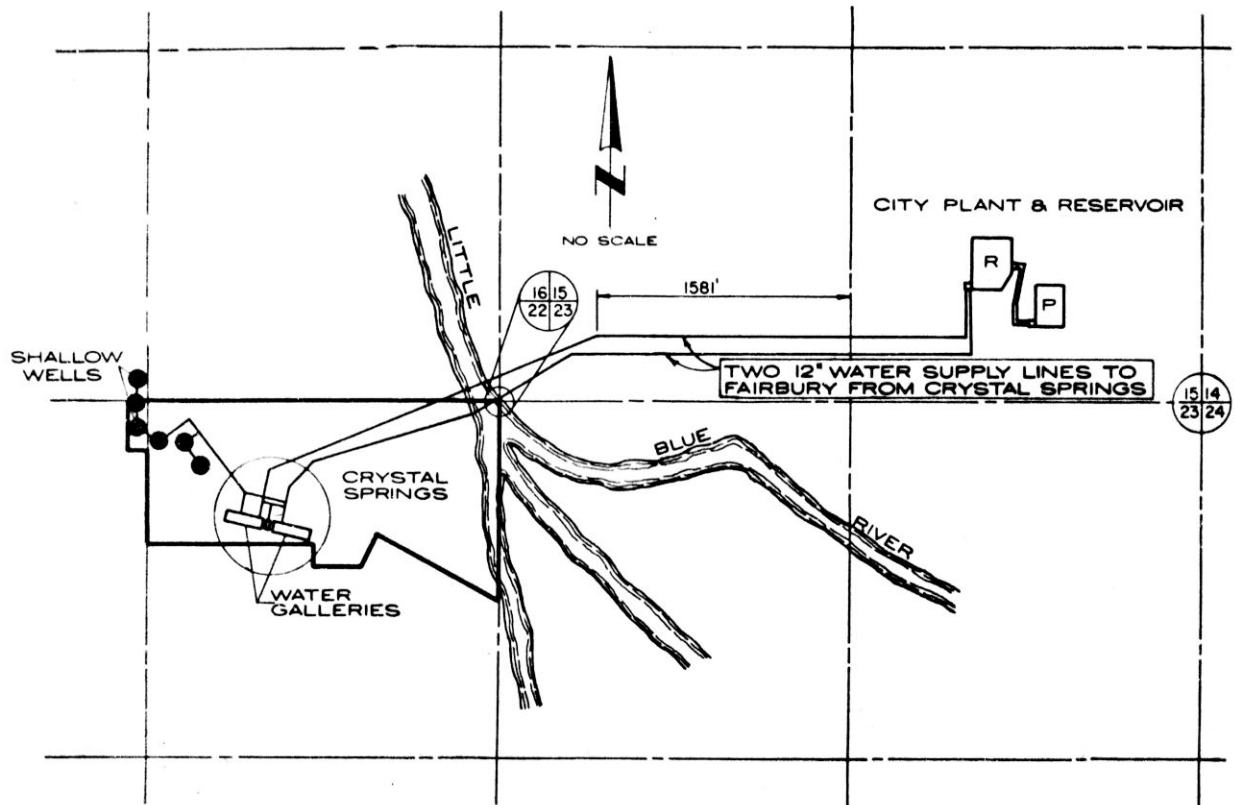 N
NO SCALE
CITY PLANT & RESERVOIR
R
P
LITTLE
16 15
22 23
1581'
SHALLOW
WELLS
TWO 12" WATER SUPPLY LINES TO
FAIRBURY FROM CRYSTAL SPRINGS
15 14
23 24
BLUE
RIVER
CRYSTAL
SPRINGS
WATER
GALLERIES